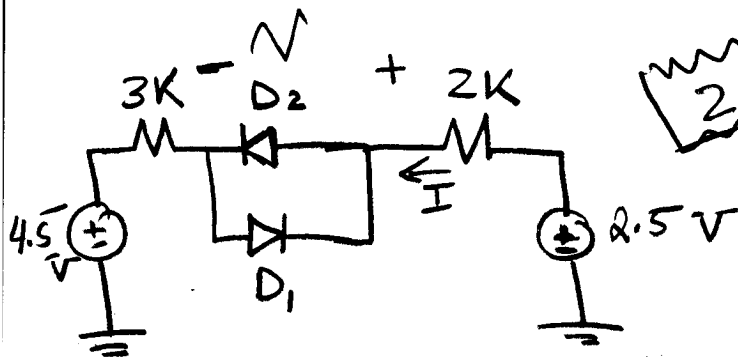 - V +
3K D2 2K
2
I
4.5 V
+ -
+ -
2.5 V
D1